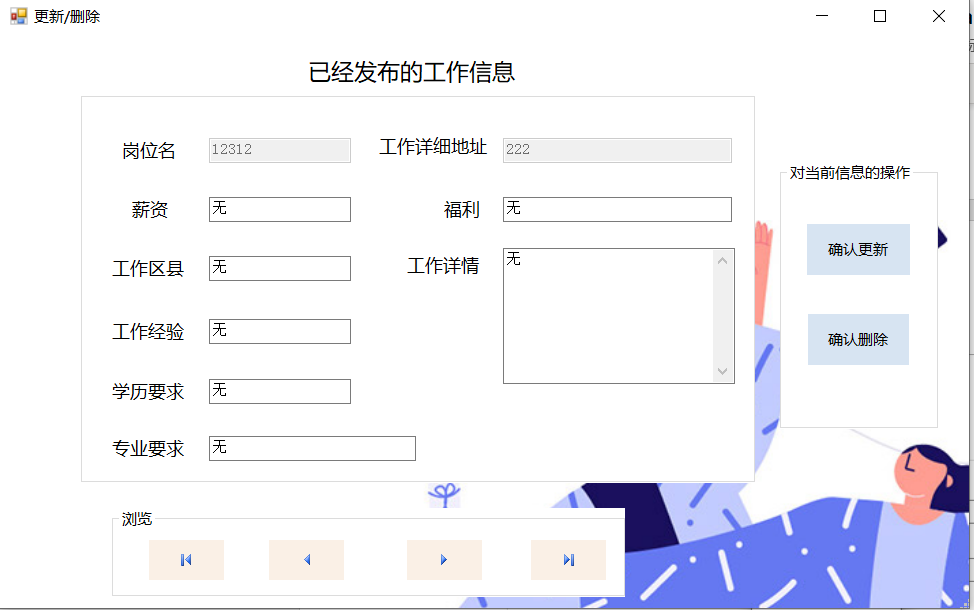 更新/删除
已经发布的工作信息
岗位名 12312 工作详细地址 222
薪资 无 福利 无
工作区县 无 工作详情 无
工作经验 无
学历要求 无
专业要求 无
对当前信息的操作
确认更新
确认删除
浏览